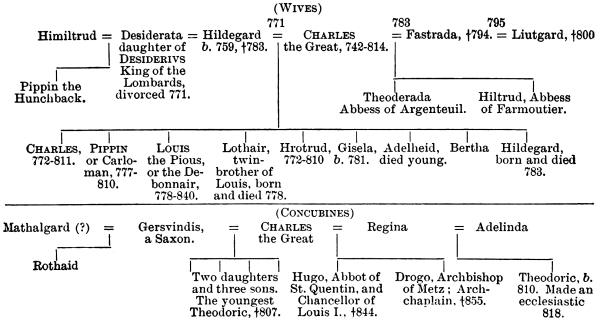 (WIVES)
771 783 795
Himiltrud = Desiderata = Hildegard = CHARLES = Fastrada, †794. = Liutgard, †800
daughter of b. 759, †783. the Great, 742-814.
DESIDERIVS
King of the
Lombards,
divorced 771.
Pippin the
Hunchback.
Theoderada Hiltrud, Abbess
Abbess of Argenteuil. of Farmoutier.
CHARLES, PIPPIN LOUIS Lothair, Hrotrud, Gisela, Adelheid, Bertha Hildegard,
772-811. or Carlo- the Pious, twin- 772-810 b. 781. died young. born and died
man, 777- or the De- brother of 783.
810. bonnair, Louis, born
778-840. and died 778.
(CONCUBINES)
Mathalgard (?) = Gersvindis, = CHARLES = Regina = Adelinda
a Saxon. the Great
Rothaid
Two daughters Hugo, Abbot of Drogo, Archbishop Theodoric, b.
and three sons. St. Quentin, and of Metz; Arch- 810. Made an
The youngest Chancellor of chaplain, †855. ecclesiastic
Theodoric, †807. Louis I., †844. 818.